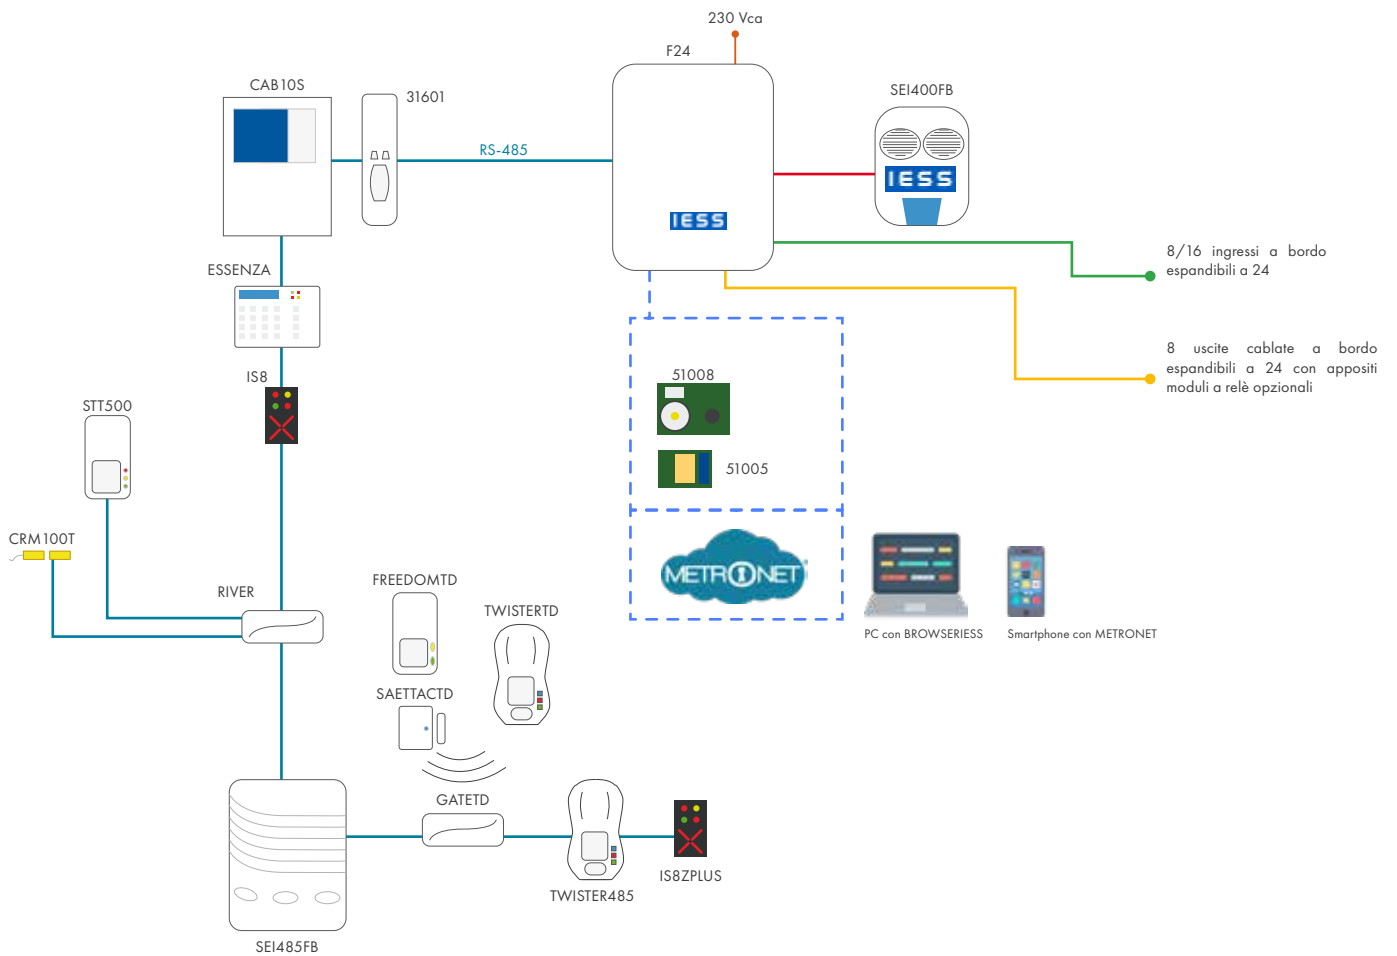 230 Vca
F24
CAB10S
31601
SEI400FB
RS-485
IESS
IESS
8/16 ingressi a bordo
espandibili a 24
ESSENZA
8 uscite cablate a bordo
espandibili a 24 con appositi
moduli a relè opzionali
IS8
51008
STT500
51005
CRM100T
METRONET
FREEDOMTD
RIVER
TWISTERTD
PC con BROWSERIESS
Smartphone con METRONET
SAETTACTD
GATETD
IS8ZPLUS
TWISTER485
SEI485FB